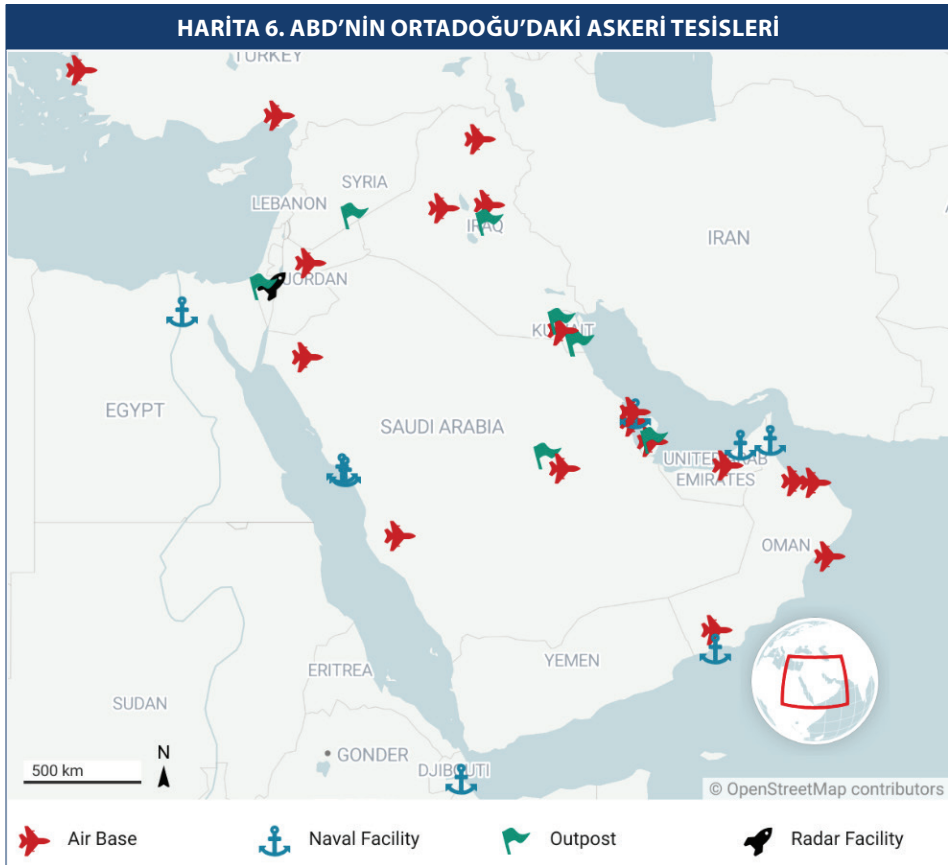 HARİTA 6. ABD’NİN ORTADOĞU’DAKİ ASKERİ TESİSLERİ
TURKEY
SYRIA
LEBANON
IRAQ
IRAN
JORDAN
KUWAIT
EGYPT
SAUDI ARABIA
UNITED ARAB
EMIRATES
OMAN
YEMEN
ERITREA
SUDAN
GONDER
DJIBOUTI
N
500 km
© OpenStreetMap contributors
Air Base
Naval Facility
Outpost
Radar Facility